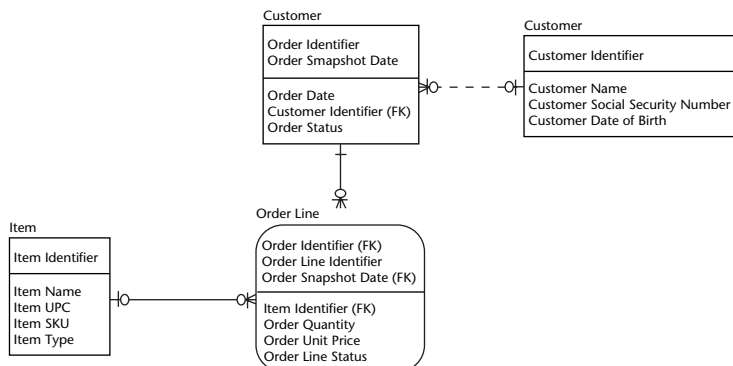 Customer
Order Identifier
Order Smapshot Date
Order Date
Customer Identifier (FK)
Order Status
Customer
Customer Identifier
Customer Name
Customer Social Security Number
Customer Date of Birth
Item
Item Identifier
Item Name
Item UPC
Item SKU
Item Type
Order Line
Order Identifier (FK)
Order Line Identifier
Order Snapshot Date (FK)
Item Identifier (FK)
Order Quantity
Order Unit Price
Order Line Status